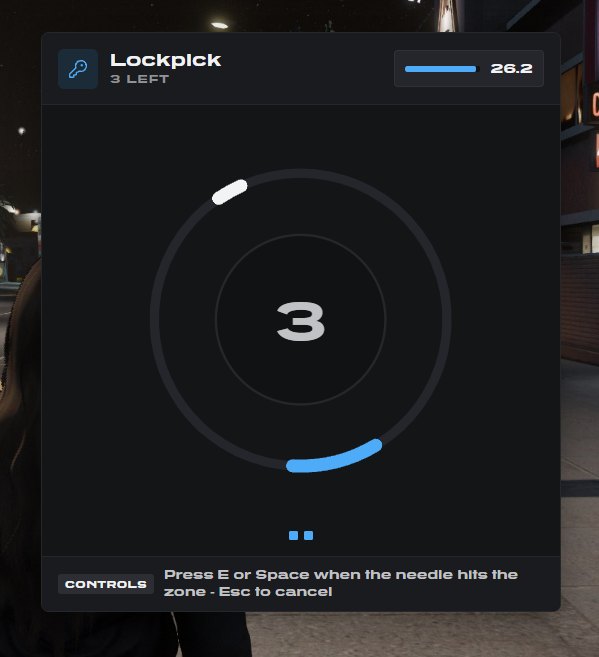 Lockpick
3 LEFT
26.2
3
CONTROLS
Press E or Space when the needle hits the
zone - Esc to cancel